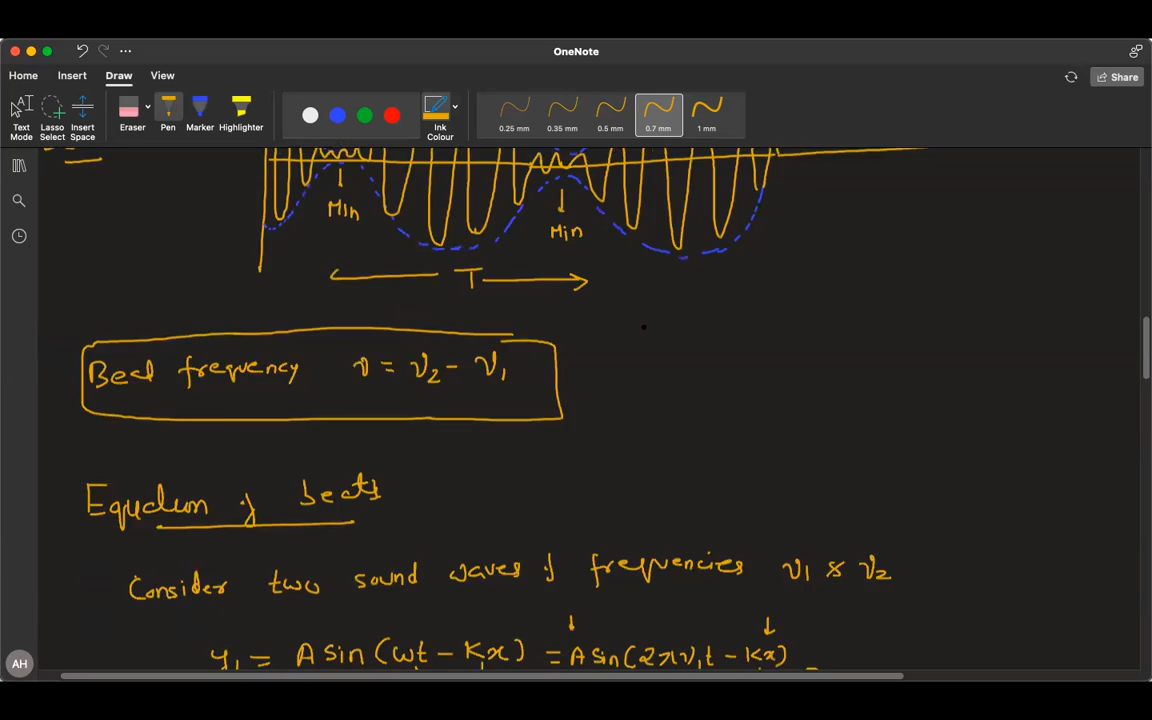 OneNote
Home Insert Draw View
Share
Text Mode
Lasso Select
Insert Space
Eraser
Pen
Marker
Highlighter
Ink Colour
0.25 mm
0.35 mm
0.5 mm
0.7 mm
1 mm
Min
Min
T
Beat frequency ν = ν₂ - ν₁
Equation of beats
Consider two sound waves of frequencies ν₁ & ν₂
y₁ = A sin(ωt - Kx) = A sin(2πν₁t - Kx)
AH